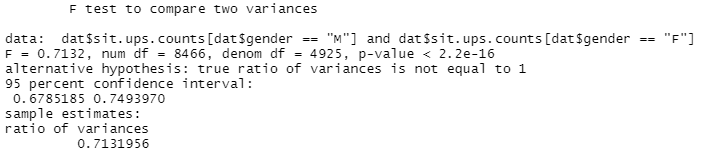 F test to compare two variances
data:  dat$sit.ups.counts[dat$gender == "M"] and dat$sit.ups.counts[dat$gender == "F"]
F = 0.7132, num df = 8466, denom df = 4925, p-value < 2.2e-16
alternative hypothesis: true ratio of variances is not equal to 1
95 percent confidence interval:
 0.6785185 0.7493970
sample estimates:
ratio of variances
         0.7131956